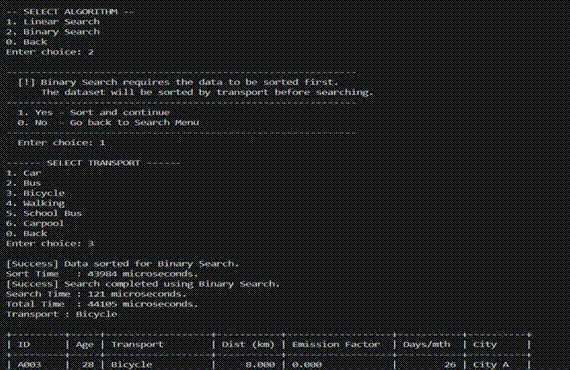 -- SELECT ALGORITHM --
1. Linear Search
2. Binary Search
0. Back
Enter choice: 2
------------------------------------------------------------
[!] Binary Search requires the data to be sorted first.
The dataset will be sorted by transport before searching.
------------------------------------------------------------
1. Yes - Sort and continue
0. No  - Go back to Search Menu
------------------------------------------------------------
Enter choice: 1
------ SELECT TRANSPORT ------
1. Car
2. Bus
3. Bicycle
4. Walking
5. School Bus
6. Carpool
0. Back
Enter choice: 3
[Success] Data sorted for Binary Search.
Sort Time   : 43984 microseconds.
[Success] Search completed using Binary Search.
Search Time : 121 microseconds.
Total Time : 44105 microseconds.
Transport : Bicycle
+----------+-----+------------------+------------+------------------+-----------+----------+
| ID | Age | Transport | Dist (km) | Emission Factor | Days/mth | City |
+----------+-----+------------------+------------+------------------+-----------+----------+
| A003 | 28 | Bicycle | 8.000 | 0.000 | 26 | City A |